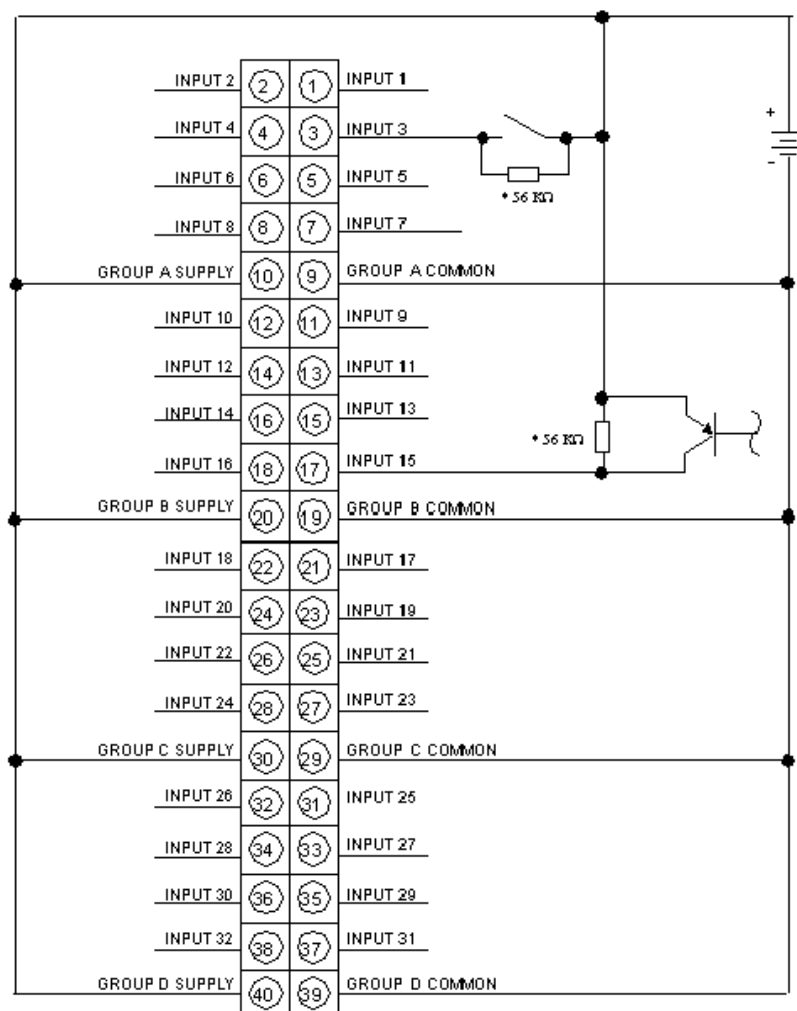 INPUT 2 2 1 INPUT 1
+
INPUT 4 4 3 INPUT 3
-
INPUT 6 6 5 INPUT 5
* 56 KΩ
INPUT 8 8 7 INPUT 7
GROUP A SUPPLY 10 9 GROUP A COMMON
INPUT 10 12 11 INPUT 9
INPUT 12 14 13 INPUT 11
INPUT 14 16 15 INPUT 13
* 56 KΩ
INPUT 16 18 17 INPUT 15
GROUP B SUPPLY 20 19 GROUP B COMMON
INPUT 18 22 21 INPUT 17
INPUT 20 24 23 INPUT 19
INPUT 22 26 25 INPUT 21
INPUT 24 28 27 INPUT 23
GROUP C SUPPLY 30 29 GROUP C COMMON
INPUT 26 32 31 INPUT 25
INPUT 28 34 33 INPUT 27
INPUT 30 36 35 INPUT 29
INPUT 32 38 37 INPUT 31
GROUP D SUPPLY 40 39 GROUP D COMMON